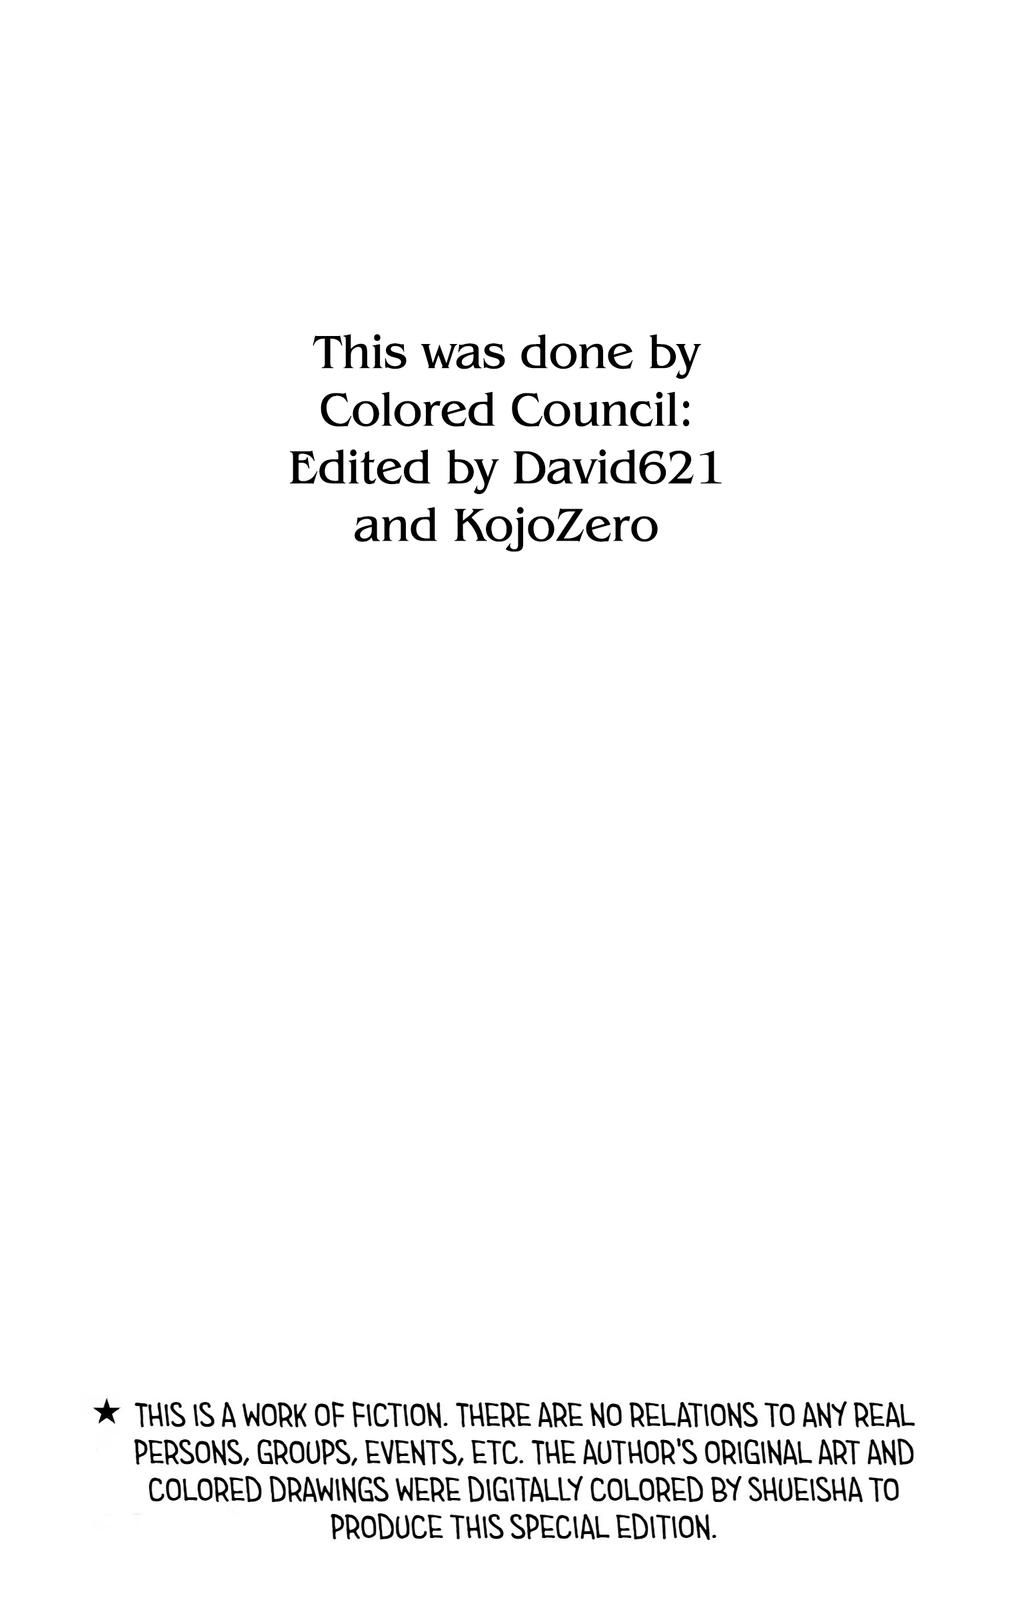 This was done by
Colored Council:
Edited by David621
and KojoZero
★ THIS IS A WORK OF FICTION. THERE ARE NO RELATIONS TO ANY REAL
PERSONS, GROUPS, EVENTS, ETC. THE AUTHOR'S ORIGINAL ART AND
COLORED DRAWINGS WERE DIGITALLY COLORED BY SHUEISHA TO
PRODUCE THIS SPECIAL EDITION.